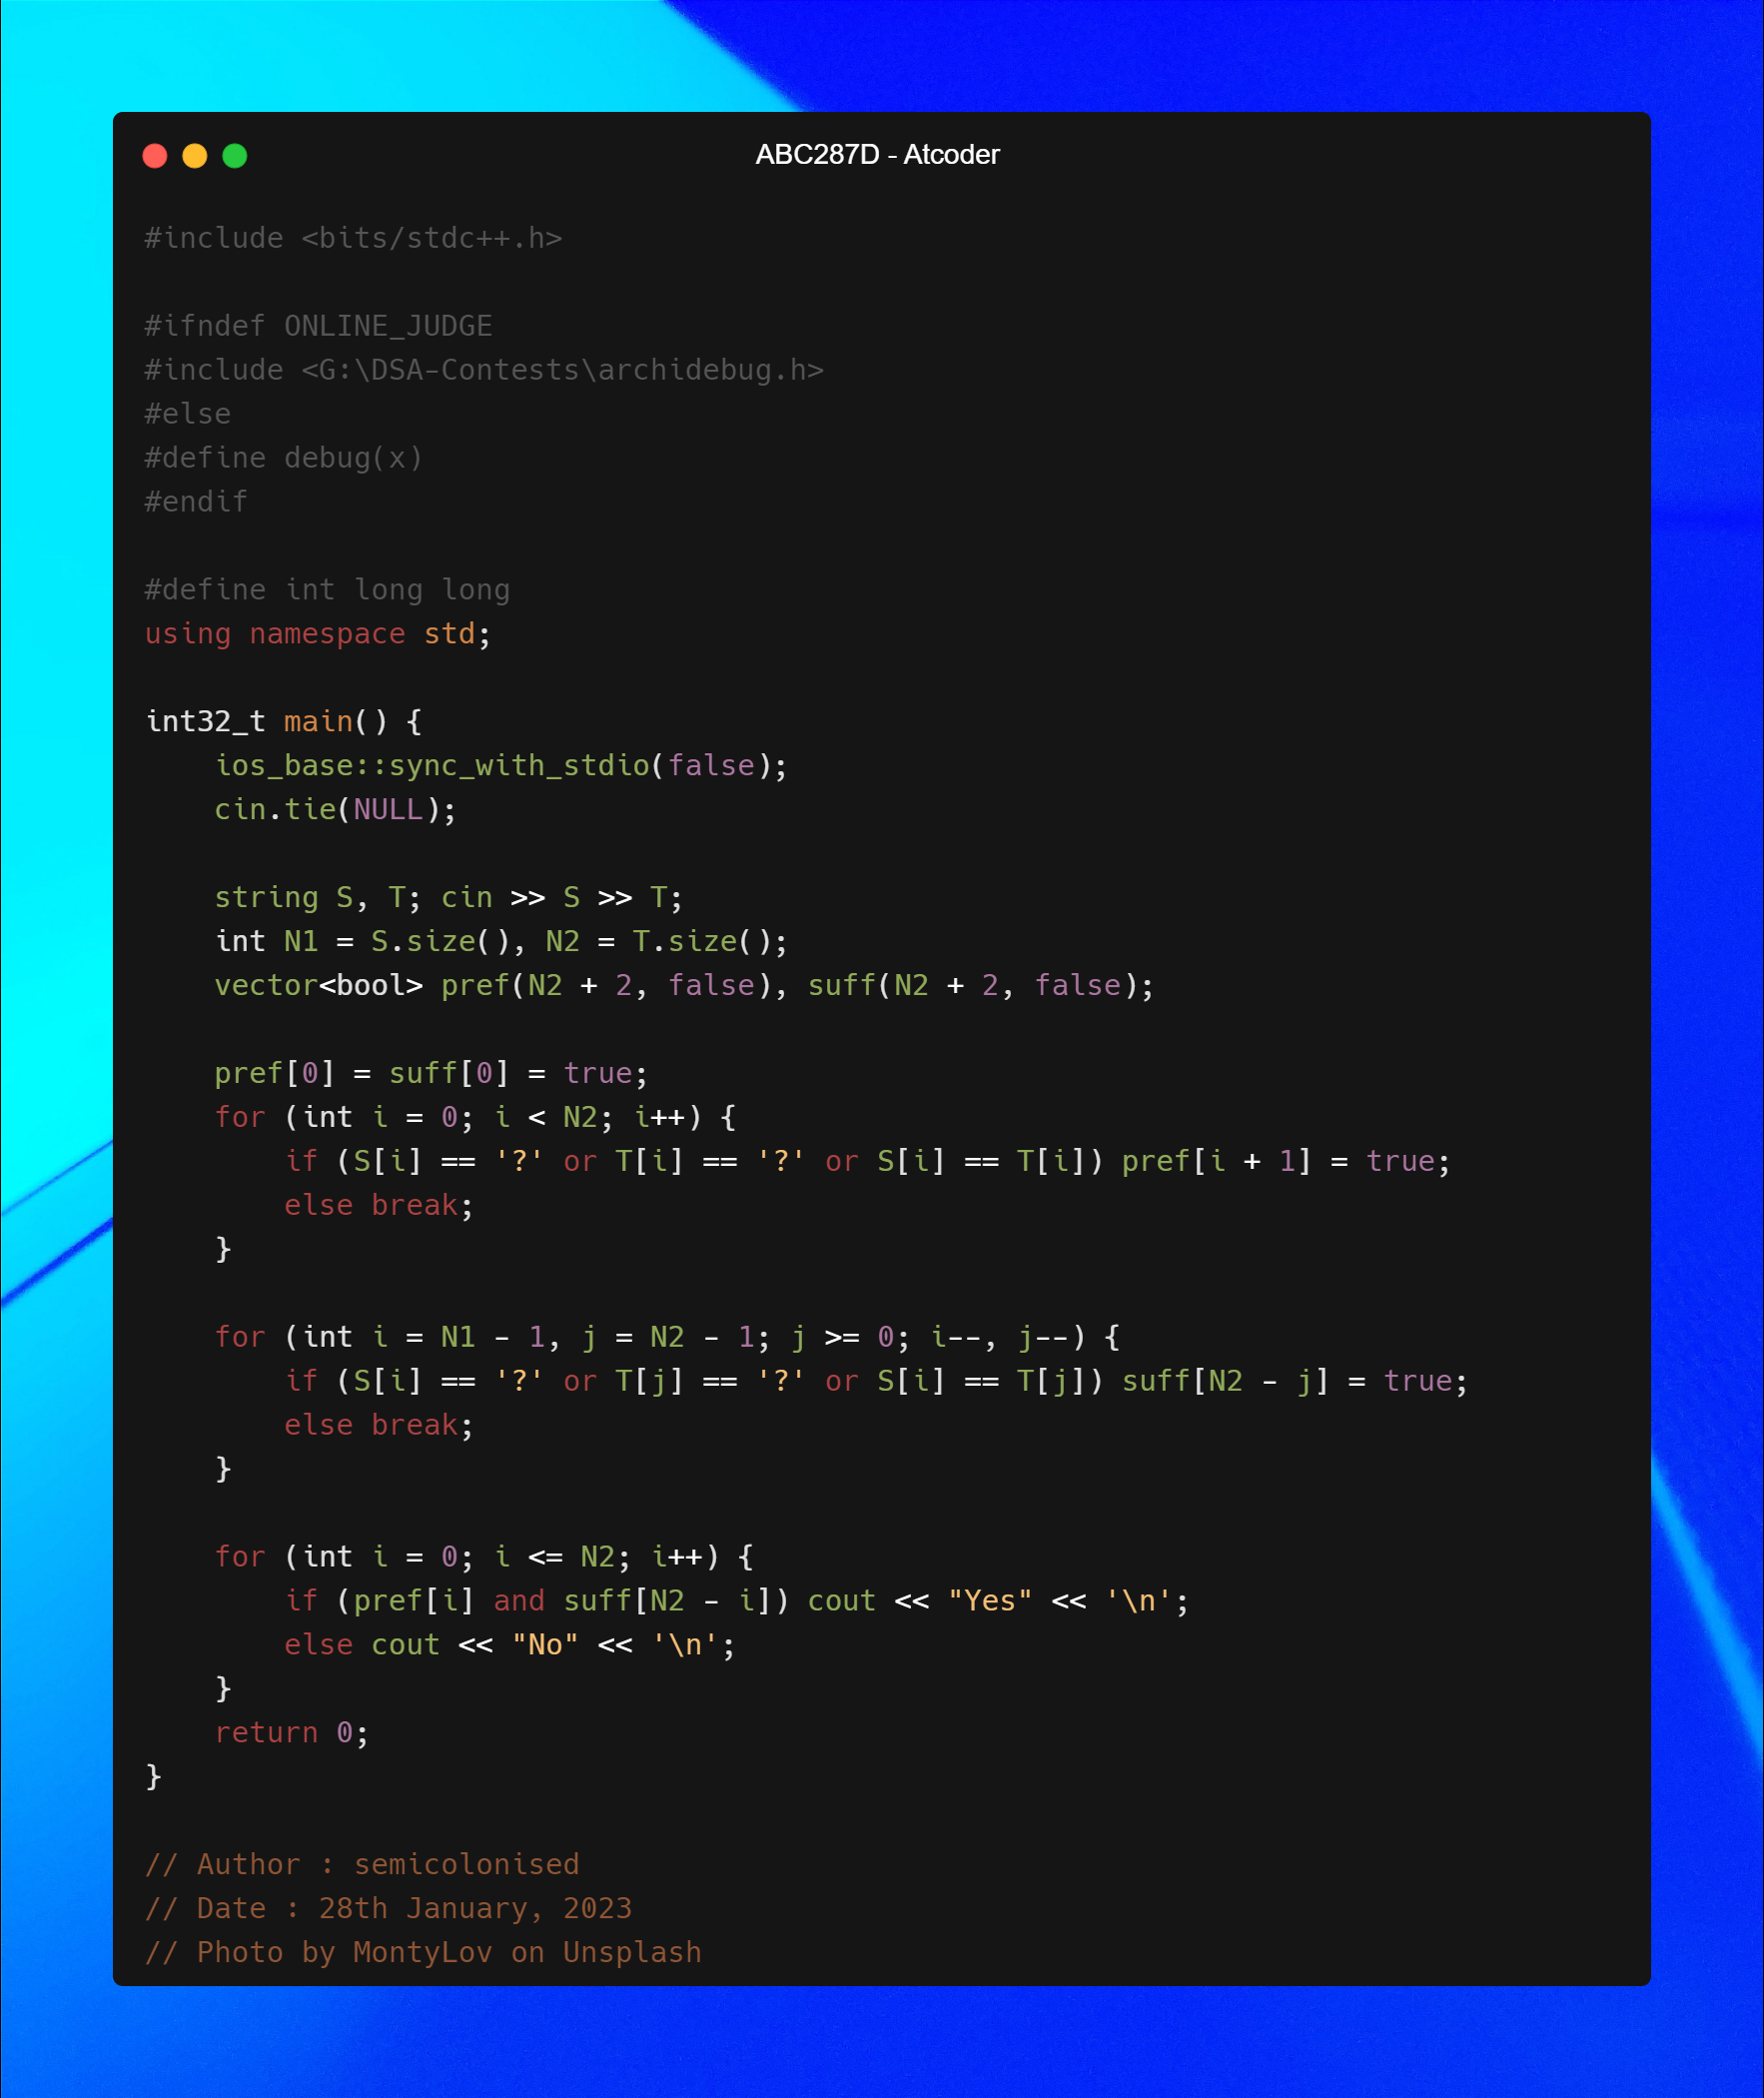 ABC287D - Atcoder
#include <bits/stdc++.h>
#ifndef ONLINE_JUDGE
#include <G:\DSA-Contests\archidebug.h>
#else
#define debug(x)
#endif
#define int long long
using namespace std;
int32_t main() {
    ios_base::sync_with_stdio(false);
    cin.tie(NULL);
    string S, T; cin >> S >> T;
    int N1 = S.size(), N2 = T.size();
    vector<bool> pref(N2 + 2, false), suff(N2 + 2, false);
    pref[0] = suff[0] = true;
    for (int i = 0; i < N2; i++) {
        if (S[i] == '?' or T[i] == '?' or S[i] == T[i]) pref[i + 1] = true;
        else break;
    }
    for (int i = N1 - 1, j = N2 - 1; j >= 0; i--, j--) {
        if (S[i] == '?' or T[j] == '?' or S[i] == T[j]) suff[N2 - j] = true;
        else break;
    }
    for (int i = 0; i <= N2; i++) {
        if (pref[i] and suff[N2 - i]) cout << "Yes" << '\n';
        else cout << "No" << '\n';
    }
    return 0;
}
// Author : semicolonised
// Date : 28th January, 2023
// Photo by MontyLov on Unsplash